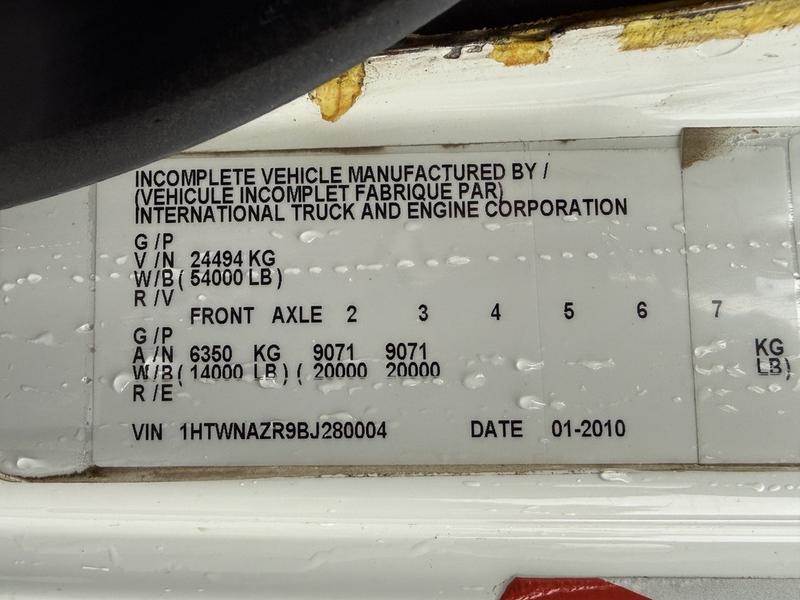 INCOMPLETE VEHICLE MANUFACTURED BY /
(VEHICULE INCOMPLET FABRIQUE PAR)
INTERNATIONAL TRUCK AND ENGINE CORPORATION
G /P
V /N 24494 KG
W/B ( 54000 LB )
R /V
FRONT AXLE 2 3 4 5 6 7
G /P
A /N 6350 KG 9071 9071 KG
W/B ( 14000 LB ) ( 20000 20000 LB)
R /E
VIN 1HTWNAZR9BJ280004 DATE 01-2010